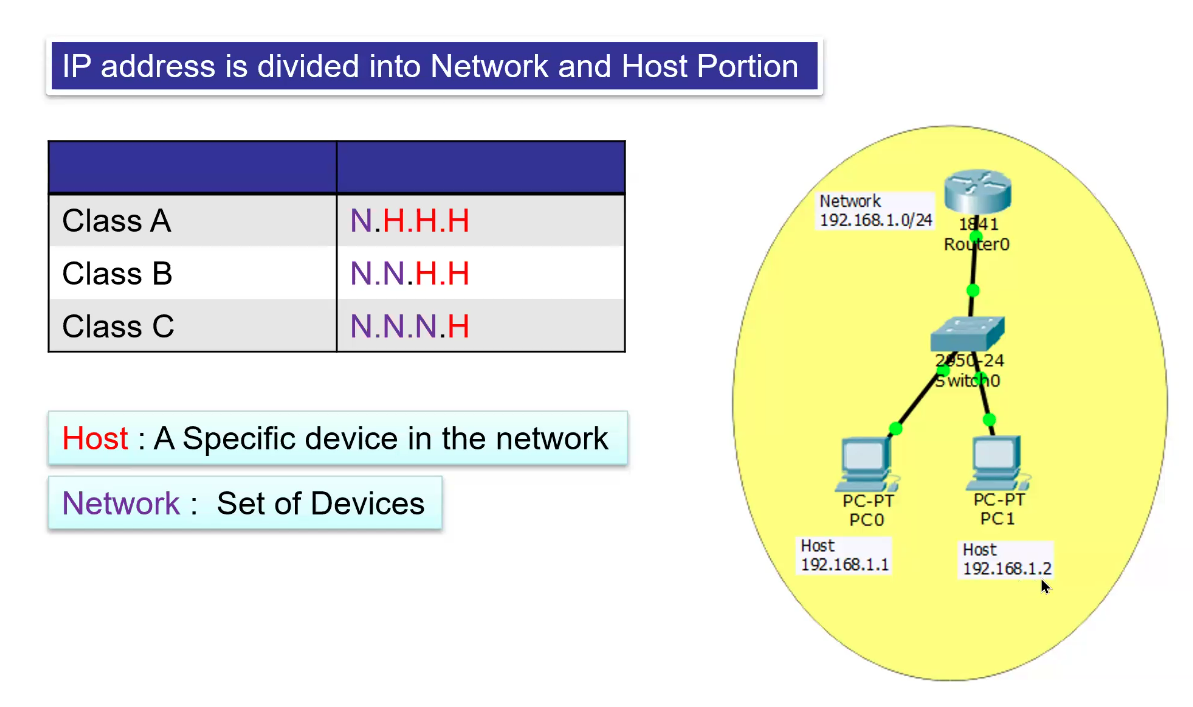 IP address is divided into Network and Host Portion
Class A N.H.H.H
Class B N.N.H.H
Class C N.N.N.H
Host : A Specific device in the network
Network : Set of Devices
Network
192.168.1.0/24
1841
Router0
2950-24
Switch0
PC-PT
PC0
PC-PT
PC1
Host
192.168.1.1
Host
192.168.1.2